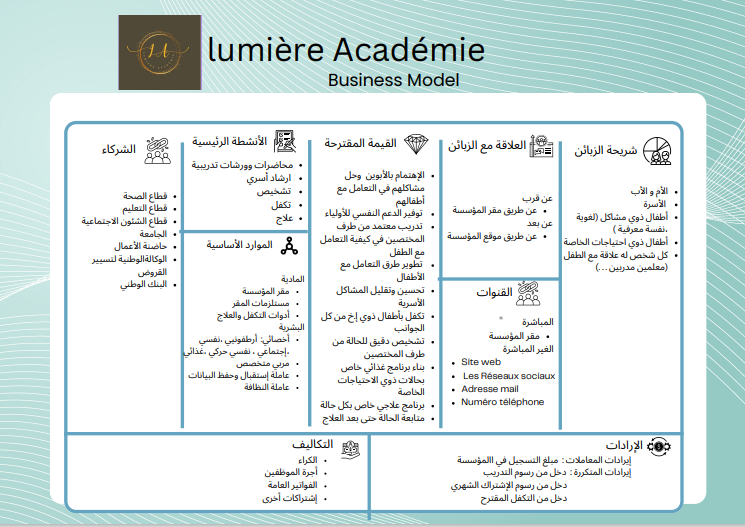 lumière Académie
Business Model
شريحة الزبائن
الأم و الأب
الأسرة
أطفال ذوي مشاكل (لغوية
،نفسة معرفية )
أطفال ذوي احتياجات الخاصة
كل شخص له علاقة مع الطفل
(معلمين مدربين ...)
العلاقة مع الزبائن
عن قرب
عن طريق مقر المؤسسة
عن بعد
عن طريق موقع المؤسسة
القنوات
المباشرة
مقر المؤسسة
الغير المباشرة
Site web
Les Réseaux sociaux
Adresse mail
Numéro téléphone
القيمة المقترحة
الإهتمام بالأبوين وحل
مشاكلهم في التعامل مع
أطفالهم
توفير الدعم النفسي للأولياء
تدريب معتمد من طرف
المختصين في كيفية التعامل
مع الطفل
تطوير طرق التعامل مع
الأطفال
تحسين وتقليل المشاكل
الأسرية
تكفل بأطفال ذوي إخ من كل
الجوانب
تشخيص دقيق للحالة من
طرف المختصين
بناء برنامج غذائي خاص
بحالات ذوي الاحتياجات
الخاصة
برنامج علاجي خاص بكل حالة
متابعة الحالة حتى بعد العلاج
الأنشطة الرئيسية
محاضرات وورشات تدريبية
ارشاد أسري
تشخيص
تكفل
علاج
الموارد الأساسية
المادية
مقر المؤسسة
مستلزمات المقر
أدوات التكفل والعلاج
البشرية
أخصائي: أرطفونيي ،نفسي
،إجتماعي ، نفسي حركي ،غذائي
مربي متخصص
عاملة إستقبال وحفظ البيانات
عاملة النظافة
الشركاء
قطاع الصحة
قطاع التعليم
قطاع الشئون الاجتماعية
الجامعة
حاضنة الأعمال
الوكالةالوطنية لتسيير
القروض
البنك الوطني
الإرادات
إيرادات المعاملات : مبلغ التسجيل في االمؤسسة
إيرادات المتكررة : دخل من رسوم التدريب
دخل من رسوم الإشتراك الشهري
دخل من التكفل المقترح
التكاليف
الكراء
أجرة الموظفين
الفواتير العامة
إشتراكات أخرى